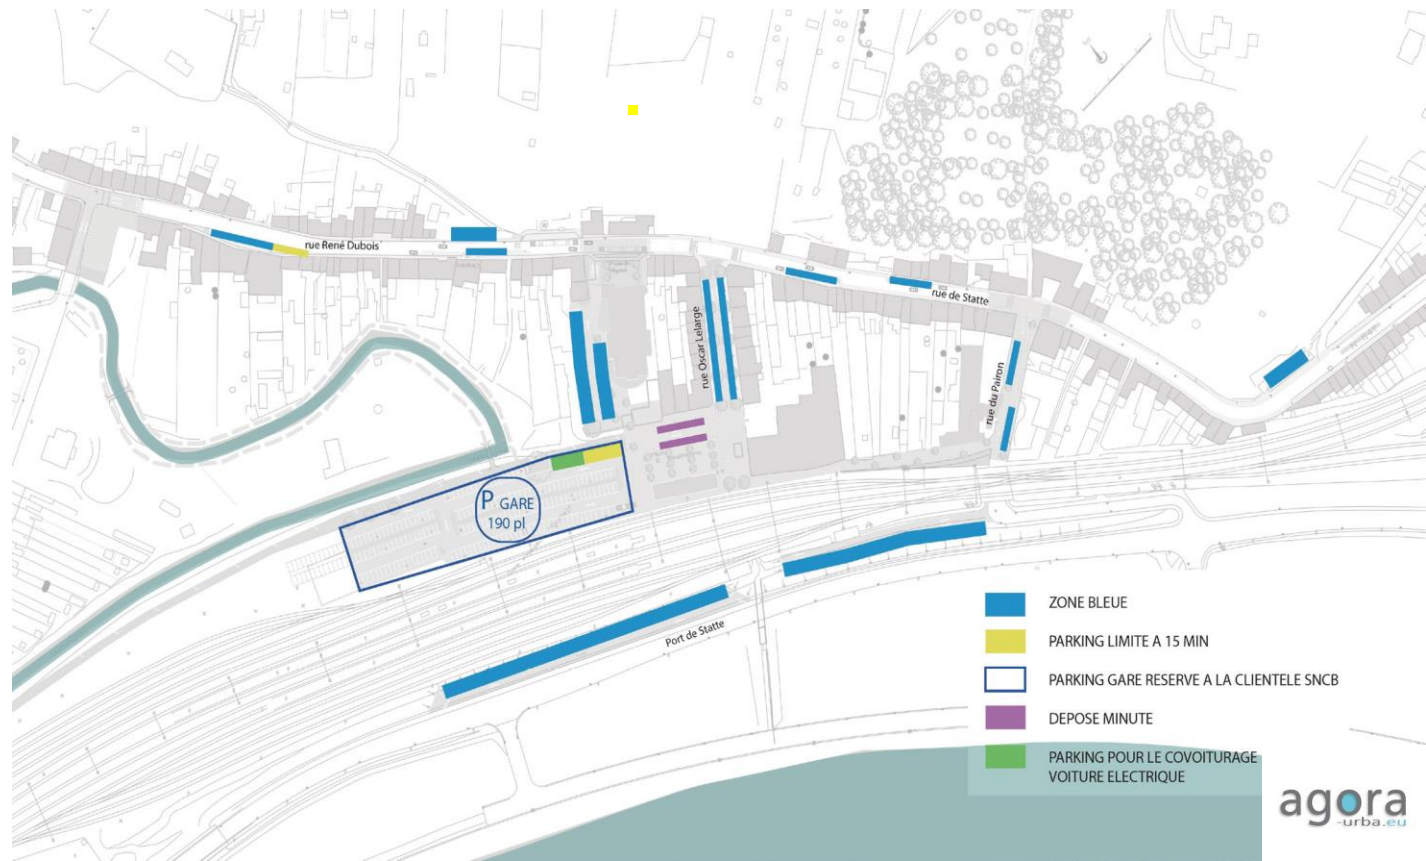 rue René Dubois
rue de Statte
rue Oscar Lelarge
rue du Pairon
P GARE
190 pl
Port de Statte
ZONE BLEUE
PARKING LIMITE A 15 MIN
PARKING GARE RESERVE A LA CLIENTELE SNCB
DEPOSE MINUTE
PARKING POUR LE COVOITURAGE
VOITURE ELECTRIQUE
agora
-urba.eu